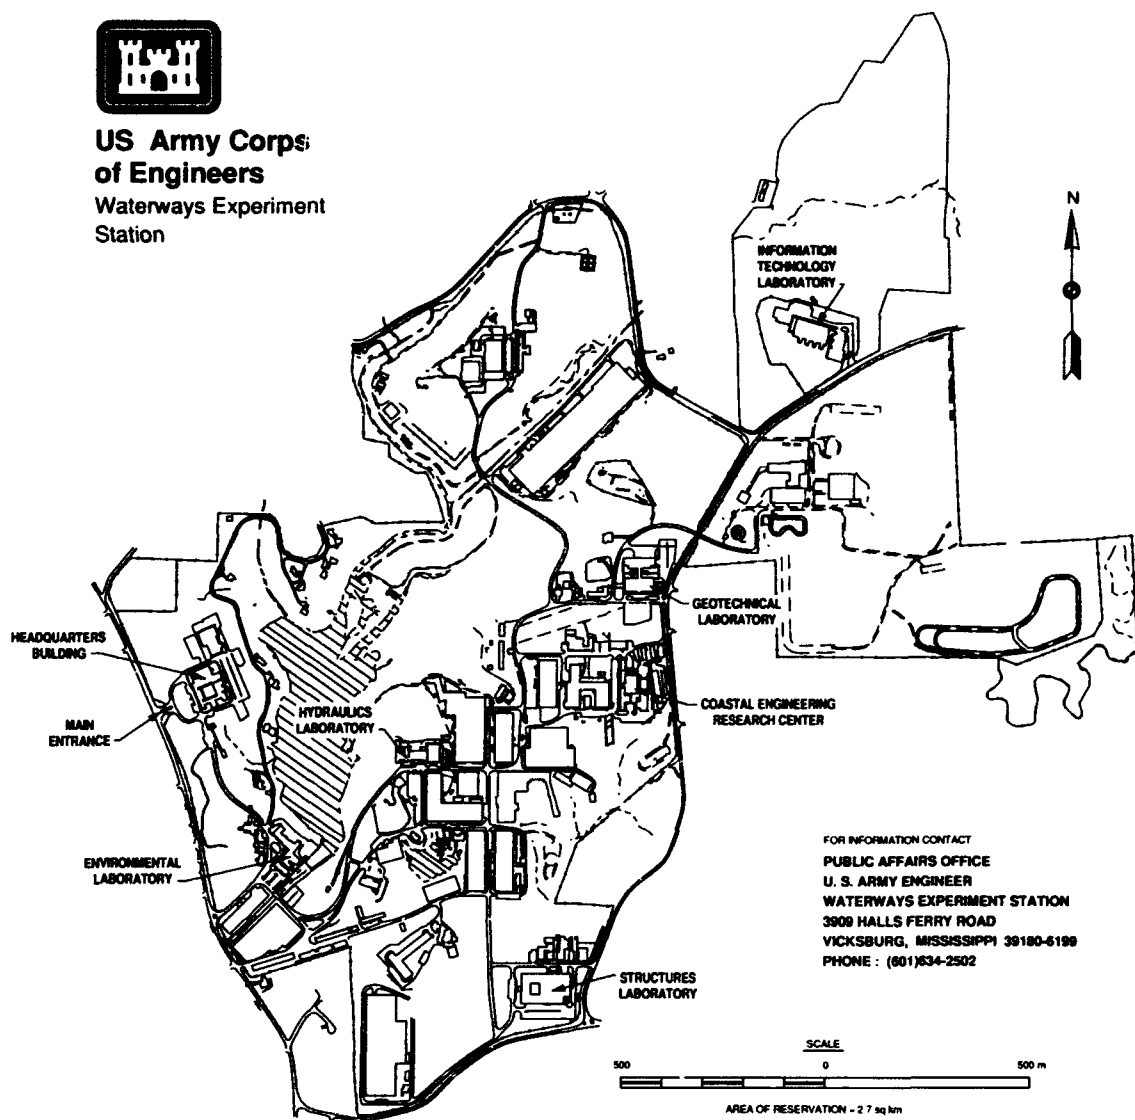 US Army Corps
of Engineers
Waterways Experiment
Station
N
INFORMATION
TECHNOLOGY
LABORATORY
GEOTECHNICAL
LABORATORY
HEADQUARTERS
BUILDING
MAIN
ENTRANCE
HYDRAULICS
LABORATORY
COASTAL ENGINEERING
RESEARCH CENTER
ENVIRONMENTAL
LABORATORY
STRUCTURES
LABORATORY
FOR INFORMATION CONTACT
PUBLIC AFFAIRS OFFICE
U. S. ARMY ENGINEER
WATERWAYS EXPERIMENT STATION
3909 HALLS FERRY ROAD
VICKSBURG, MISSISSIPPI 39180-6199
PHONE : (601)634-2502
SCALE
500 0 500 m
AREA OF RESERVATION - 2 7 sq km